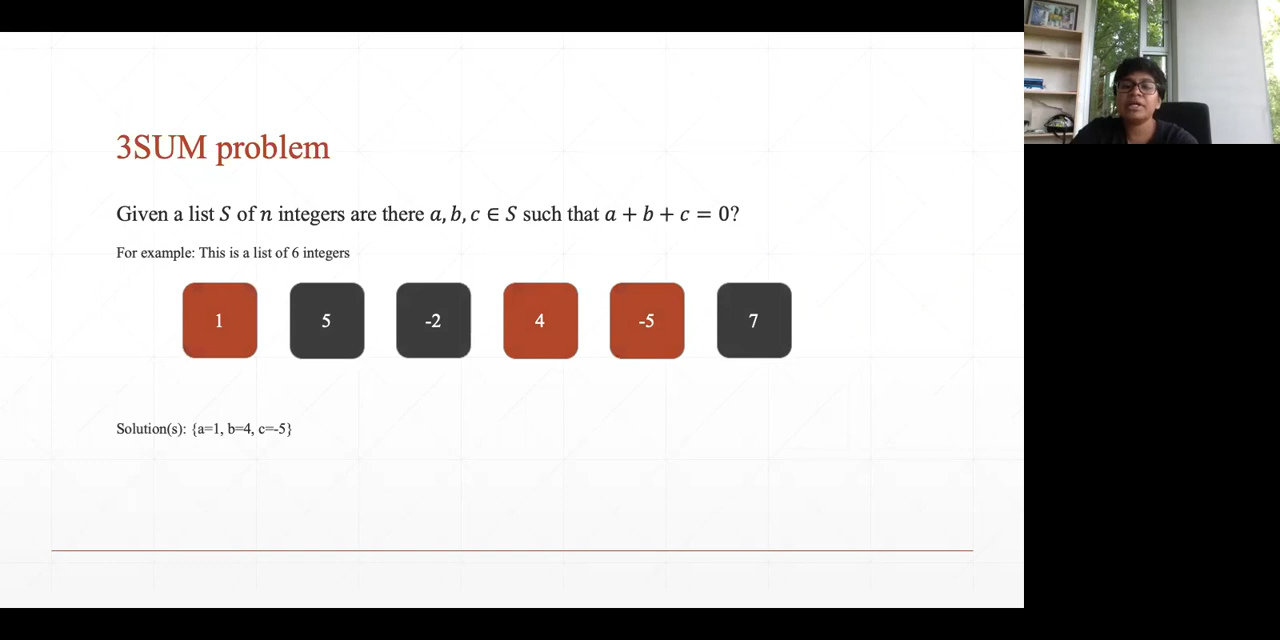 3SUM problem
Given a list S of n integers are there a, b, c ∈ S such that a + b + c = 0?
For example: This is a list of 6 integers
1 5 -2 4 -5 7
Solution(s): {a=1, b=4, c=-5}